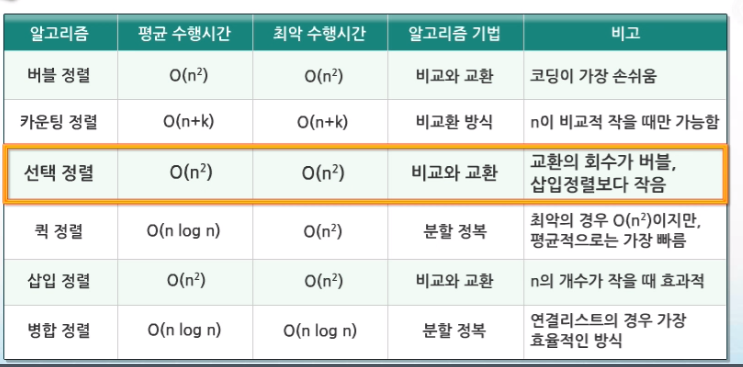 알고리즘 평균 수행시간 최악 수행시간 알고리즘 기법 비고
버블 정렬 O(n²) O(n²) 비교와 교환 코딩이 가장 손쉬움
카운팅 정렬 O(n+k) O(n+k) 비교환 방식 n이 비교적 작을 때만 가능함
선택 정렬 O(n²) O(n²) 비교와 교환 교환의 회수가 버블,
삽입정렬보다 작음
퀵 정렬 O(n log n) O(n²) 분할 정복 최악의 경우 O(n²)이지만,
평균적으로는 가장 빠름
삽입 정렬 O(n²) O(n²) 비교와 교환 n의 개수가 작을 때 효과적
병합 정렬 O(n log n) O(n log n) 분할 정복 연결리스트의 경우 가장
효율적인 방식